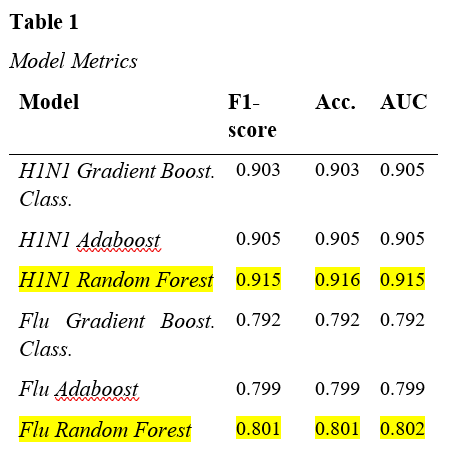 Table 1
Model Metrics
Model F1- Acc. AUC
score
H1N1 Gradient Boost. 0.903 0.903 0.905
Class.
H1N1 Adaboost 0.905 0.905 0.905
H1N1 Random Forest 0.915 0.916 0.915
Flu Gradient Boost. 0.792 0.792 0.792
Class.
Flu Adaboost 0.799 0.799 0.799
Flu Random Forest 0.801 0.801 0.802